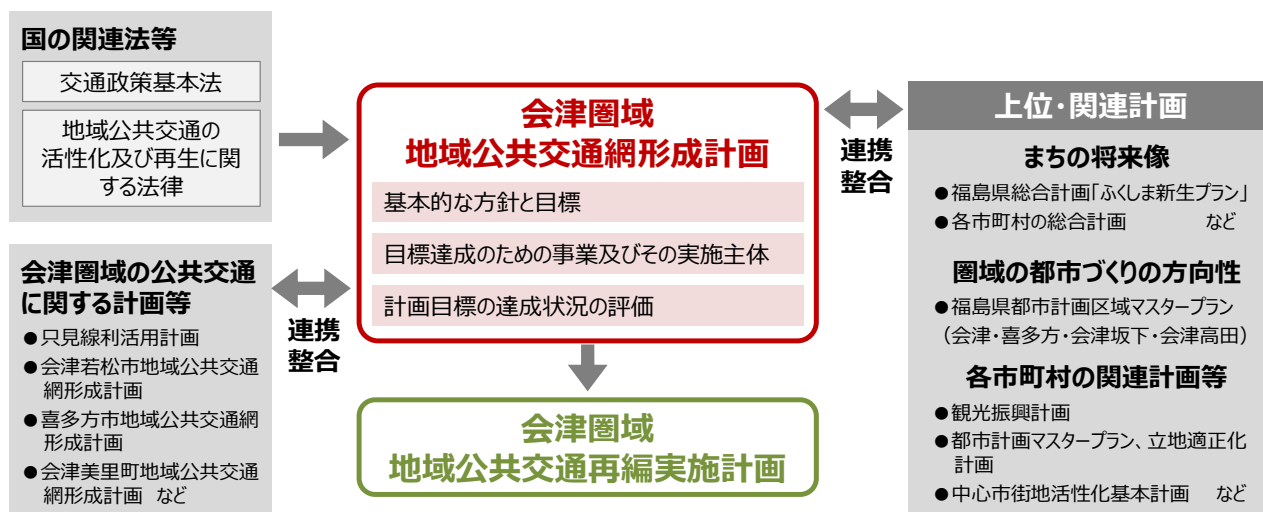 国の関連法等
交通政策基本法
地域公共交通の
活性化及び再生に関
する法律
会津圏域の公共交通
に関する計画等
●只見線利活用計画
●会津若松市地域公共交通
網形成計画
●喜多方市地域公共交通網
形成計画
●会津美里町地域公共交通
網形成計画 など
連携
整合
会津圏域
地域公共交通網形成計画
基本的な方針と目標
目標達成のための事業及びその実施主体
計画目標の達成状況の評価
会津圏域
地域公共交通再編実施計画
連携
整合
上位・関連計画
まちの将来像
●福島県総合計画「ふくしま新生プラン」
●各市町村の総合計画 など
圏域の都市づくりの方向性
●福島県都市計画区域マスタープラン
（会津・喜多方・会津坂下・会津高田）
各市町村の関連計画等
●観光振興計画
●都市計画マスタープラン、立地適正化
計画
●中心市街地活性化基本計画 など